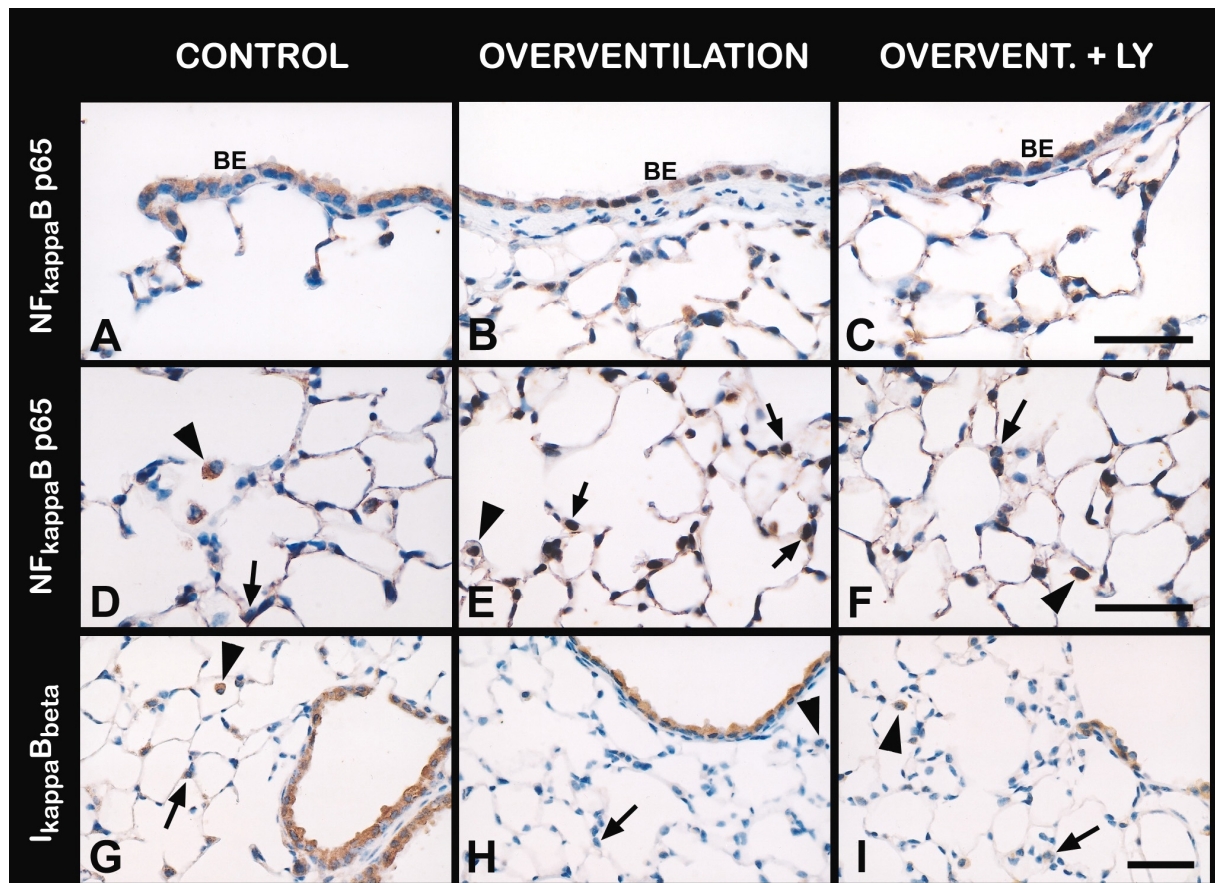 CONTROL OVERVENTILATION OVERVENT. + LY
NFkappaB p65
BE BE BE
A B C
NFkappaB p65
D E F
IkappaBbeta
G H I